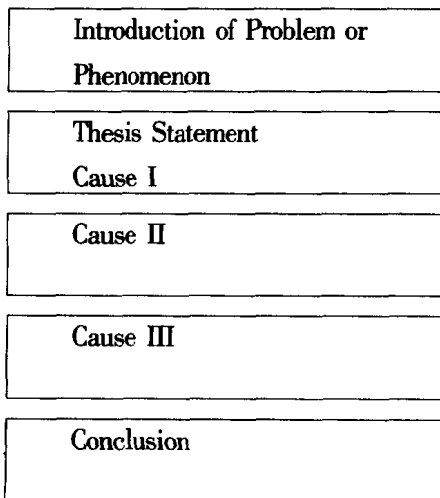 Introduction of Problem or
Phenomenon
Thesis Statement
Cause I
Cause II
Cause III
Conclusion